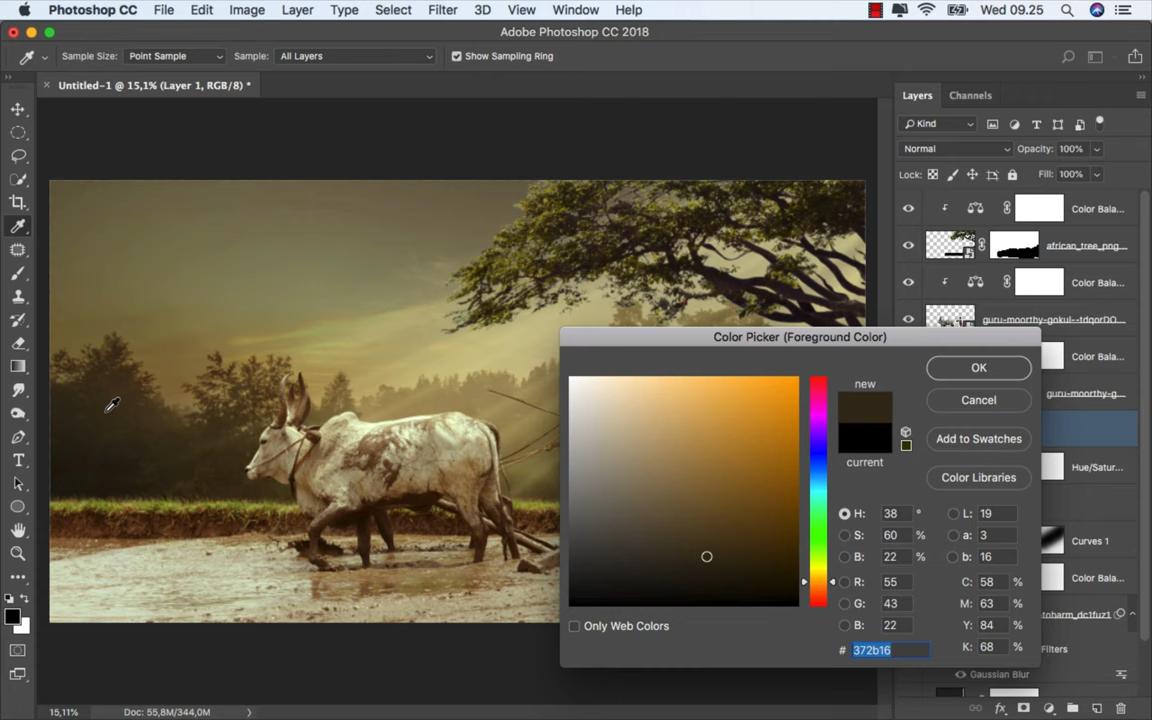 Photoshop CC File Edit Image Layer Type Select Filter 3D View Window Help Wed 09.25
Adobe Photoshop CC 2018
Sample Size: Point Sample Sample: All Layers Show Sampling Ring
Untitled-1 @ 15,1% (Layer 1, RGB/8) *
Layers Channels
Kind
Normal Opacity: 100%
Lock: Fill: 100%
Color Bala...
african_tree_png...
Color Bala...
guru-moorthy-gokul--tdqorDO...
Color Bala...
guru-moorthy-g...
Hue/Satur...
Curves 1
Color Bala...
Filters
Gaussian Blur
Color Picker (Foreground Color)
new
current
OK
Cancel
Add to Swatches
Color Libraries
H: 38 ° L: 19
S: 60 % a: 3
B: 22 % b: 16
R: 55 C: 58 %
G: 43 M: 63 %
B: 22 Y: 84 %
# 372b16 K: 68 %
Only Web Colors
15,11% Doc: 55,8M/344,0M